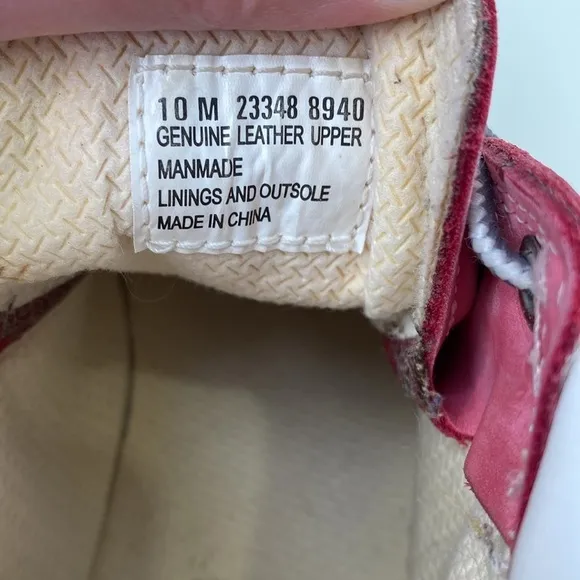 10 M 23348 8940
GENUINE LEATHER UPPER
MANMADE
LININGS AND OUTSOLE
MADE IN CHINA